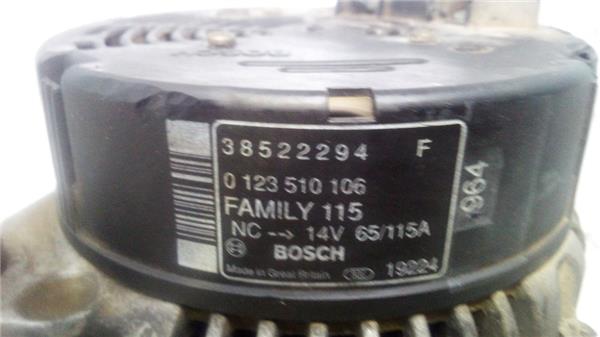 38522294 F
0 123 510 106
FAMILY 115
NC --> 14V 65/115A
BOSCH
Made in Great Britain 19224
964